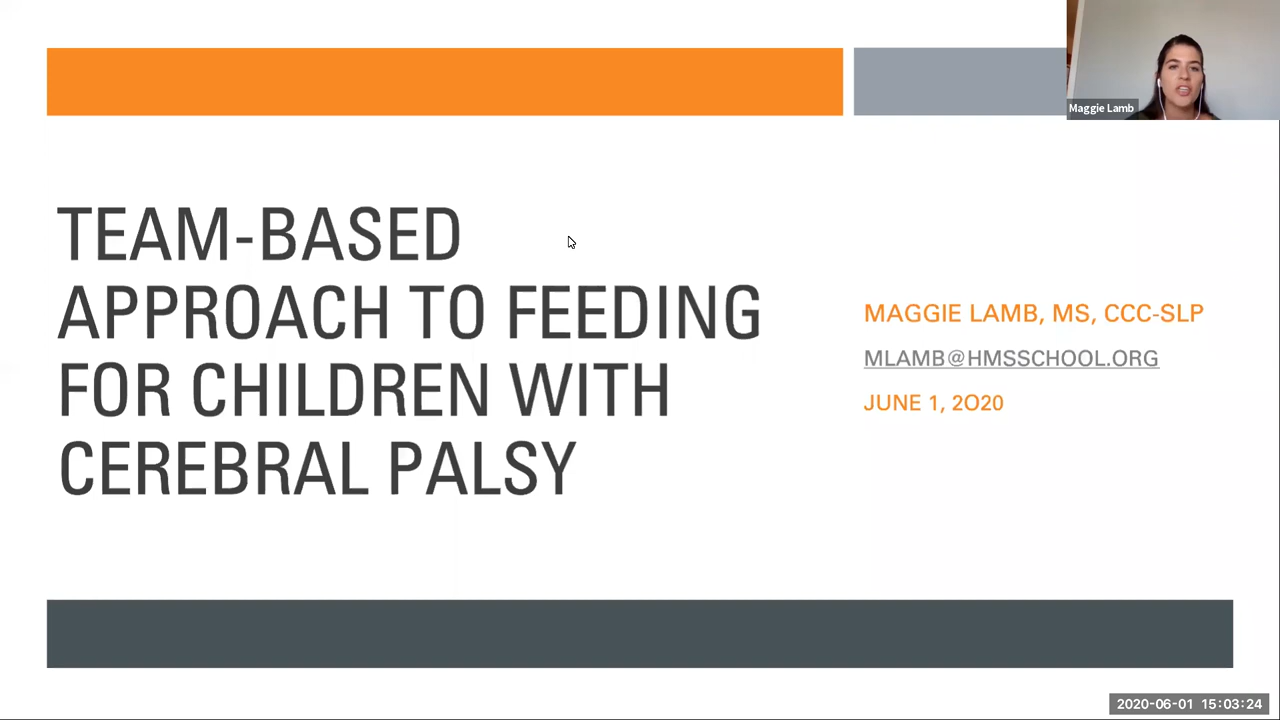 Maggie Lamb
TEAM-BASED
APPROACH TO FEEDING
FOR CHILDREN WITH
CEREBRAL PALSY
MAGGIE LAMB, MS, CCC-SLP
MLAMB@HMSSCHOOL.ORG
JUNE 1, 2020
2020-06-01 15:03:24